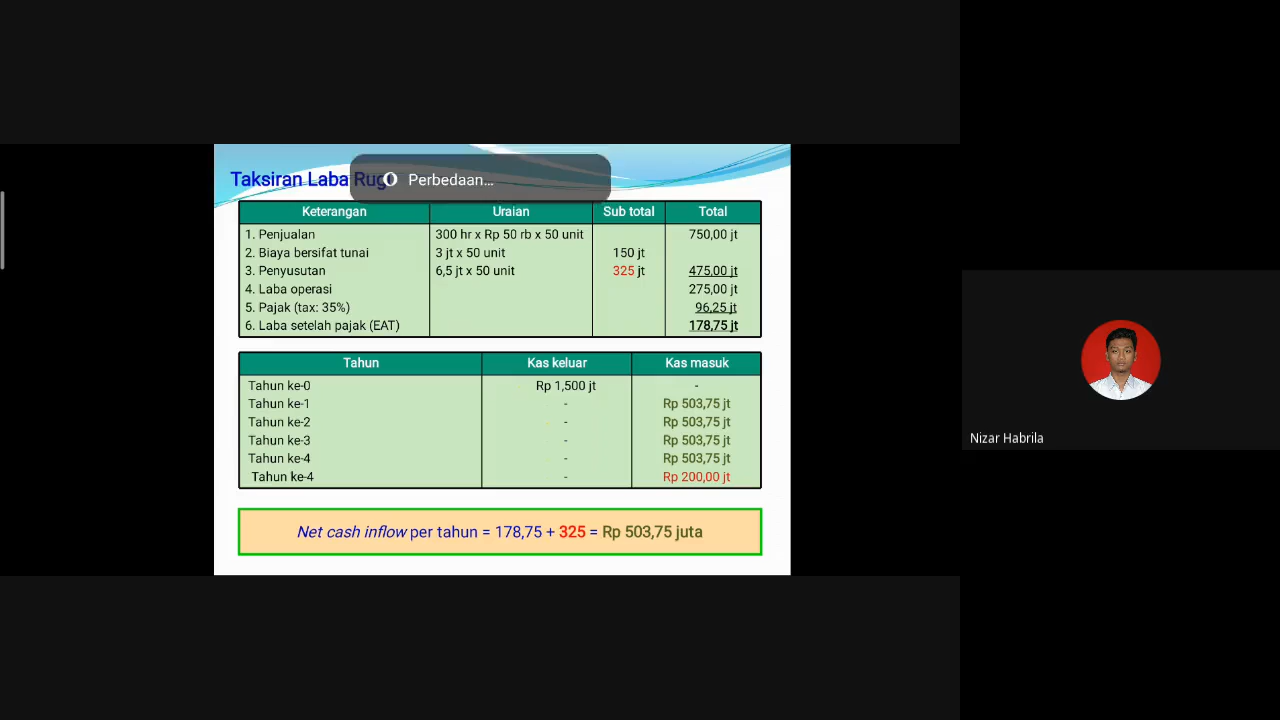 Taksiran Laba Rugi
Perbedaan...
Keterangan Uraian Sub total Total
1. Penjualan 300 hr x Rp 50 rb x 50 unit 750,00 jt
2. Biaya bersifat tunai 3 jt x 50 unit 150 jt
3. Penyusutan 6,5 jt x 50 unit 325 jt 475,00 jt
4. Laba operasi 275,00 jt
5. Pajak (tax: 35%) 96,25 jt
6. Laba setelah pajak (EAT) 178,75 jt
Tahun Kas keluar Kas masuk
Tahun ke-0 Rp 1,500 jt -
Tahun ke-1 - Rp 503,75 jt
Tahun ke-2 - Rp 503,75 jt
Tahun ke-3 - Rp 503,75 jt
Tahun ke-4 - Rp 503,75 jt
Tahun ke-4 - Rp 200,00 jt
Net cash inflow per tahun = 178,75 + 325 = Rp 503,75 juta
Nizar Habrila